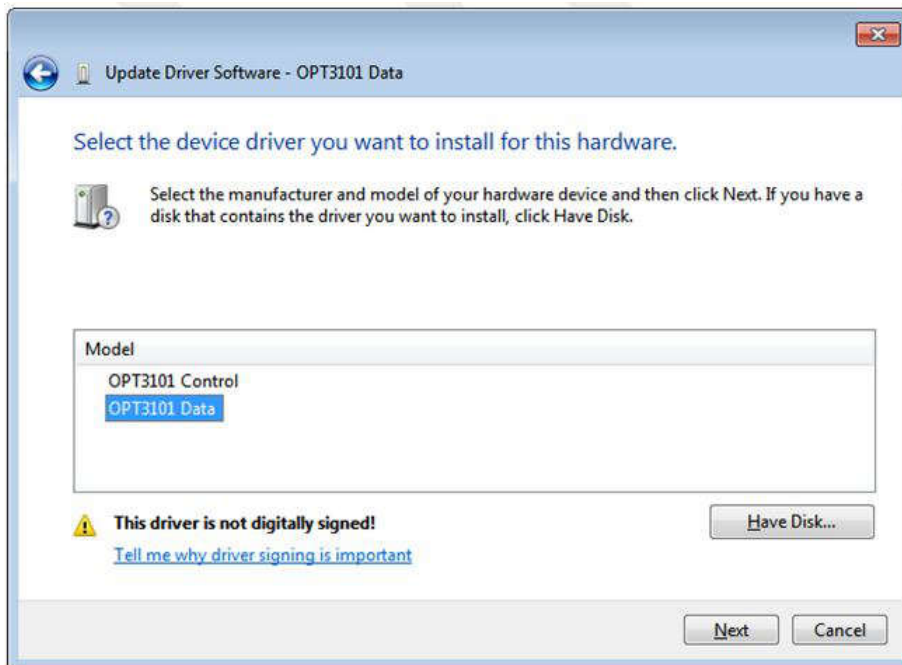 Update Driver Software - OPT3101 Data
Select the device driver you want to install for this hardware.
Select the manufacturer and model of your hardware device and then click Next. If you have a
disk that contains the driver you want to install, click Have Disk.
Model
OPT3101 Control
OPT3101 Data
This driver is not digitally signed!
Have Disk...
Tell me why driver signing is important
Next
Cancel